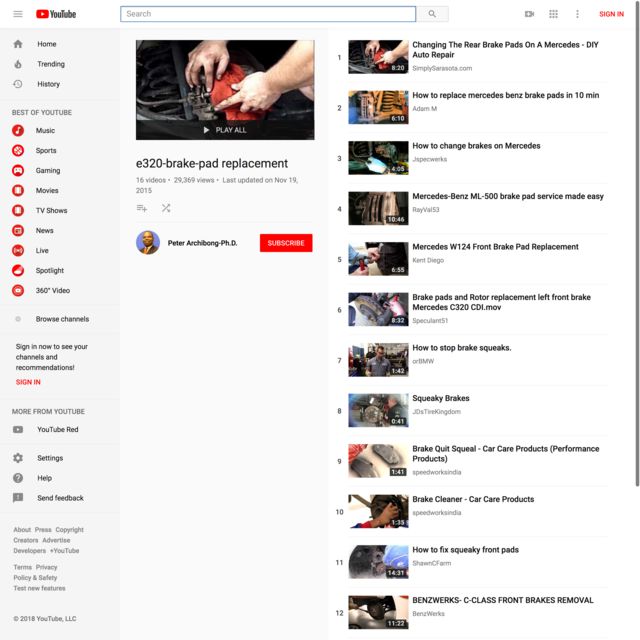 YouTube
Search
SIGN IN
Home
Trending
History
BEST OF YOUTUBE
Music
Sports
Gaming
Movies
TV Shows
News
Live
Spotlight
360° Video
Browse channels
Sign in now to see your
channels and
recommendations!
SIGN IN
MORE FROM YOUTUBE
YouTube Red
Settings
Help
Send feedback
About Press Copyright
Creators Advertise
Developers +YouTube
Terms Privacy
Policy & Safety
Test new features
© 2018 YouTube, LLC
PLAY ALL
e320-brake-pad replacement
16 videos • 29,369 views • Last updated on Nov 19,
2015
Peter Archibong-Ph.D.
SUBSCRIBE
1
8:20
Changing The Rear Brake Pads On A Mercedes - DIY
Auto Repair
SimplySarasota.com
2
6:10
How to replace mercedes benz brake pads in 10 min
Adam M
3
4:05
How to change brakes on Mercedes
Jspecwerks
4
10:46
Mercedes-Benz ML-500 brake pad service made easy
RayVal53
5
6:55
Mercedes W124 Front Brake Pad Replacement
Kent Diego
6
8:32
Brake pads and Rotor replacement left front brake
Mercedes C320 CDI.mov
Speculant51
7
1:42
How to stop brake squeaks.
orBMW
8
0:41
Squeaky Brakes
JDsTireKingdom
9
1:41
Brake Quit Squeal - Car Care Products (Performance
Products)
speedworksindia
10
1:35
Brake Cleaner - Car Care Products
speedworksindia
11
14:31
How to fix squeaky front pads
ShawnCFarm
12
11:22
BENZWERKS- C-CLASS FRONT BRAKES REMOVAL
BenzWerks